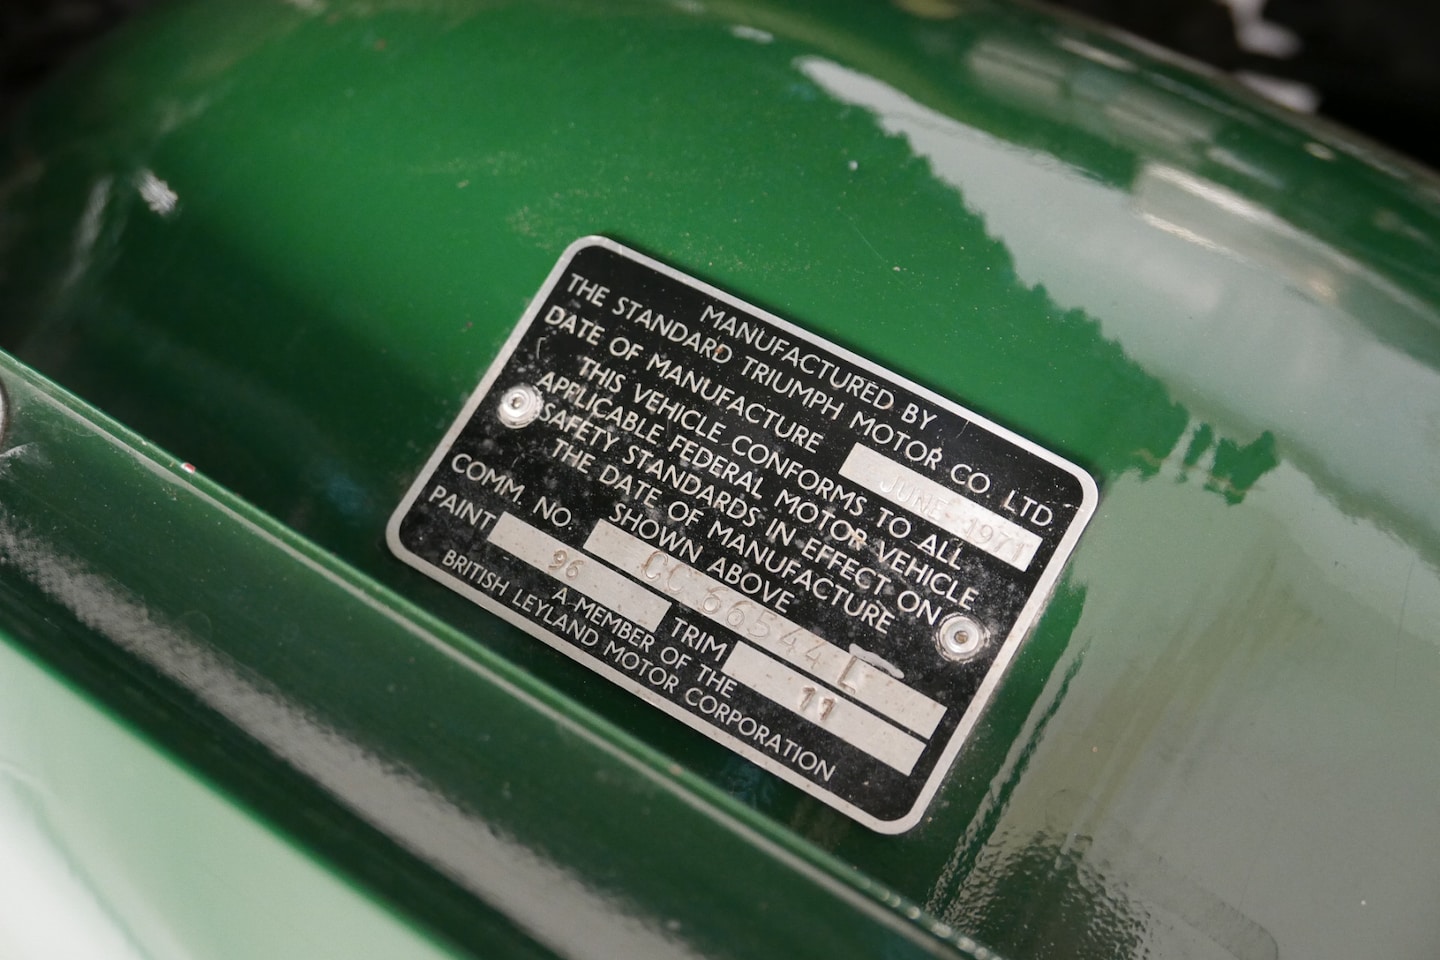 MANUFACTURED BY
THE STANDARD TRIUMPH MOTOR CO LTD.
DATE OF MANUFACTURE JUNE 1971
THIS VEHICLE CONFORMS TO ALL
APPLICABLE FEDERAL MOTOR VEHICLE
SAFETY STANDARDS IN EFFECT ON
THE DATE OF MANUFACTURE
SHOWN ABOVE
COMM. NO. CC 66544 L
PAINT 96 TRIM 11
A MEMBER OF THE
BRITISH LEYLAND MOTOR CORPORATION